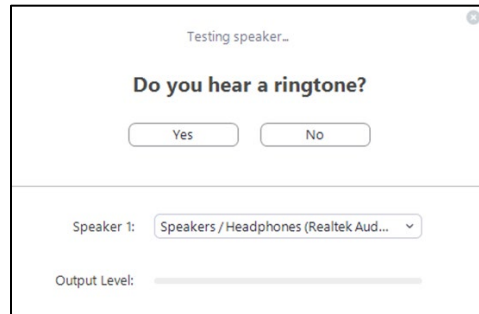 Testing speaker...
Do you hear a ringtone?
Yes No
Speaker 1: Speakers / Headphones (Realtek Aud...
Output Level: